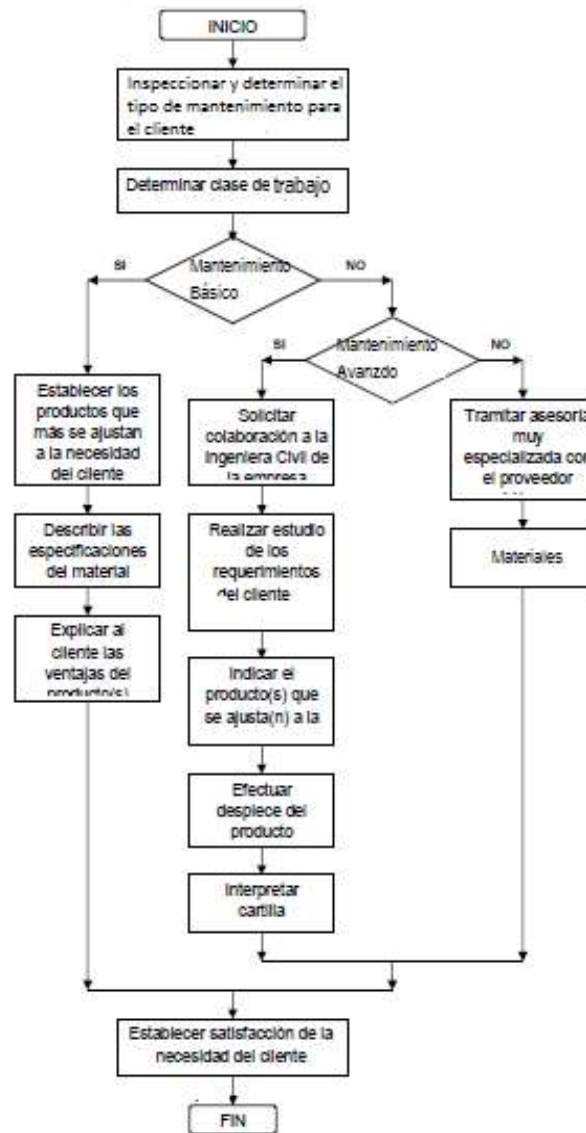 INICIO
Inspeccionar y determinar el
tipo de mantenimiento para
el cliente
Determinar clase de trabajo
SI
Mantenimiento
Básico
NO
SI
Mantenimiento
Avanzdo
NO
Establecer los
productos que
más se ajustan
a la necesidad
del cliente
Describir las
especificaciones
del material
Explicar al
cliente las
ventajas del
producto(s)
Solicitar
colaboración a la
Ingeniera Civil de
la empresa
Realizar estudio
de los
requerimientos
del cliente
Indicar el
producto(s) que
se ajusta(n) a la
Efectuar
despiece del
producto
Interpretar
cartilla
Tramitar asesoría
muy
especializada con
el proveedor
Materiales
Establecer satisfacción de la
necesidad del cliente
FIN